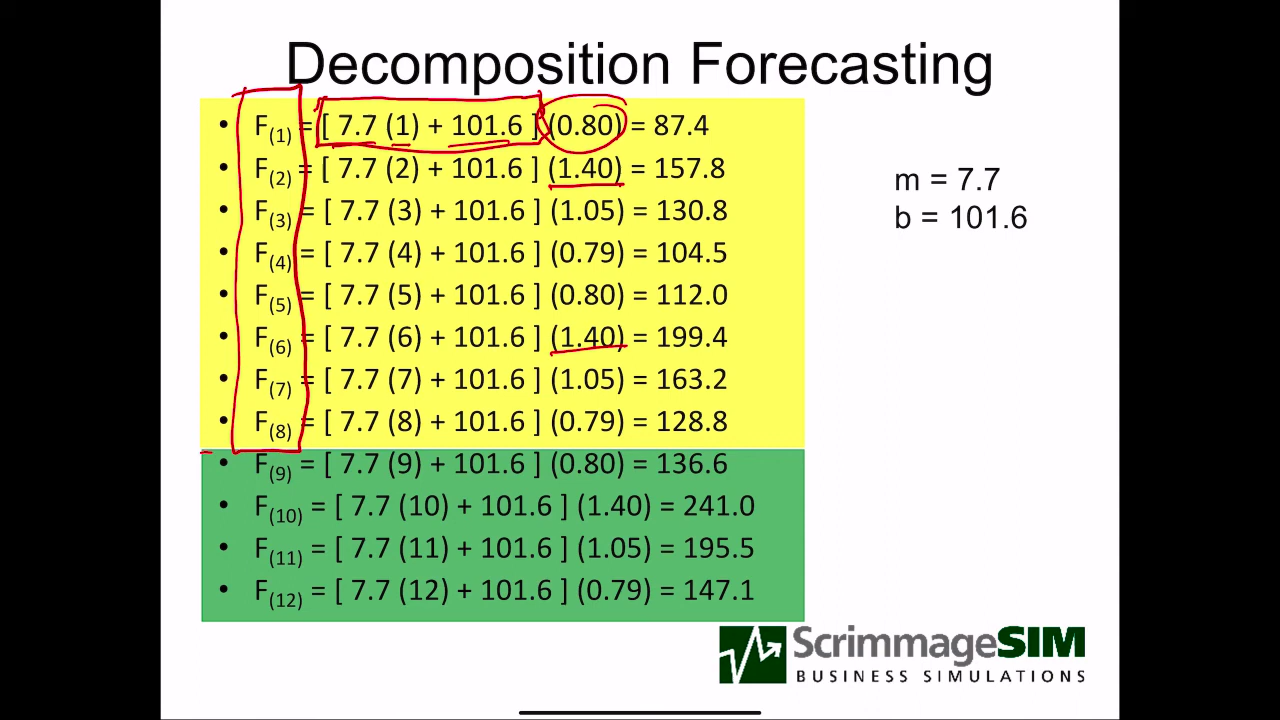 Decomposition Forecasting
• F(1) = [ 7.7 (1) + 101.6 ] (0.80) = 87.4
• F(2) = [ 7.7 (2) + 101.6 ] (1.40) = 157.8
• F(3) = [ 7.7 (3) + 101.6 ] (1.05) = 130.8
• F(4) = [ 7.7 (4) + 101.6 ] (0.79) = 104.5
• F(5) = [ 7.7 (5) + 101.6 ] (0.80) = 112.0
• F(6) = [ 7.7 (6) + 101.6 ] (1.40) = 199.4
• F(7) = [ 7.7 (7) + 101.6 ] (1.05) = 163.2
• F(8) = [ 7.7 (8) + 101.6 ] (0.79) = 128.8
• F(9) = [ 7.7 (9) + 101.6 ] (0.80) = 136.6
• F(10) = [ 7.7 (10) + 101.6 ] (1.40) = 241.0
• F(11) = [ 7.7 (11) + 101.6 ] (1.05) = 195.5
• F(12) = [ 7.7 (12) + 101.6 ] (0.79) = 147.1
m = 7.7
b = 101.6
ScrimmageSIM
BUSINESS SIMULATIONS